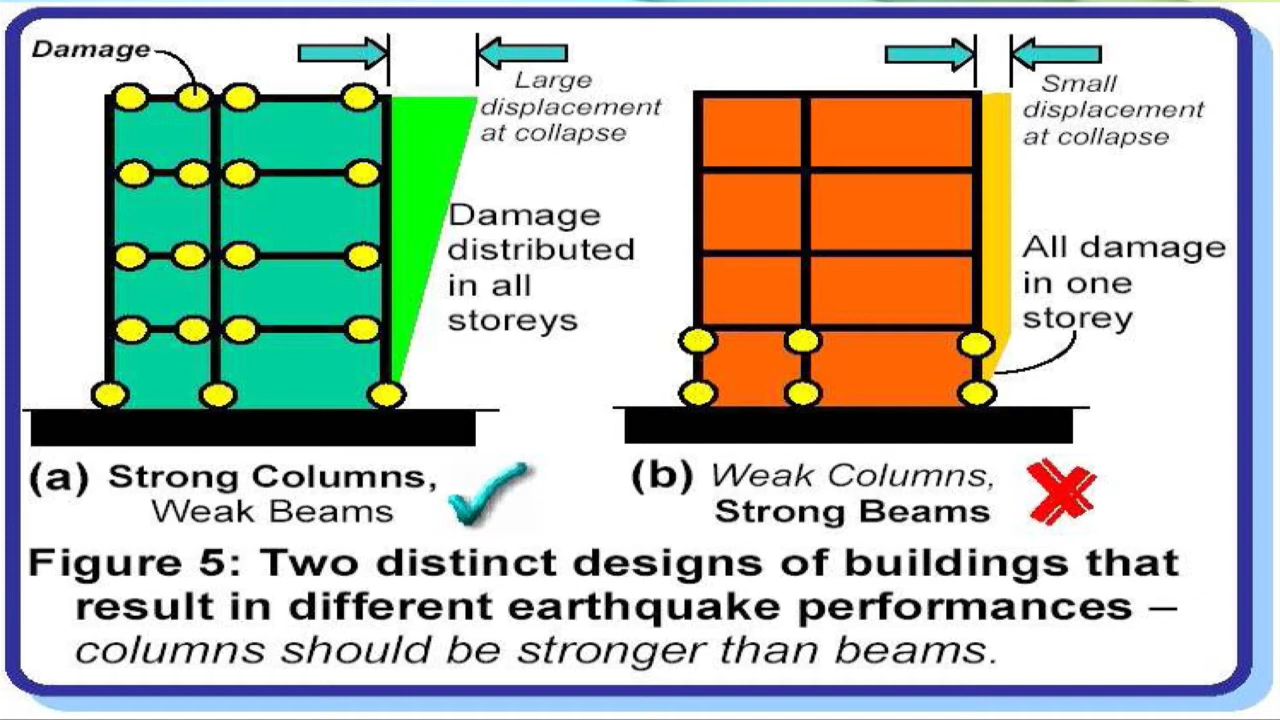 Damage
Large
displacement
at collapse
Damage
distributed
in all
storeys
(a) Strong Columns,
Weak Beams
Small
displacement
at collapse
All damage
in one
storey
(b) Weak Columns,
Strong Beams
Figure 5: Two distinct designs of buildings that
result in different earthquake performances –
columns should be stronger than beams.